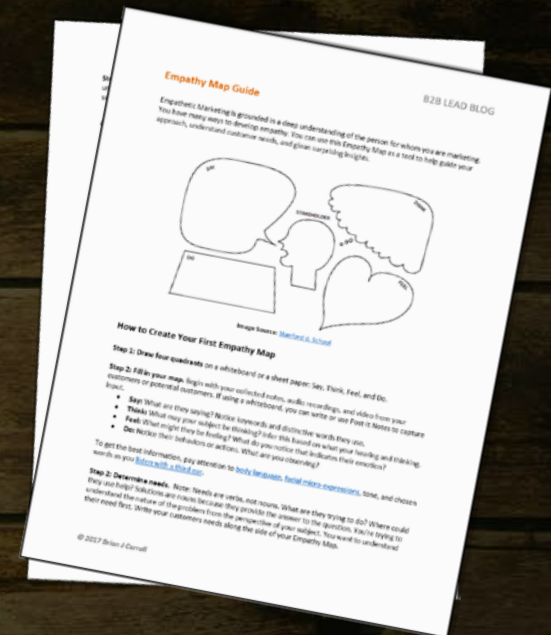 Empathy Map Guide
B2B LEAD BLOG
Empathetic Marketing is grounded in a deep understanding of the person for whom you are marketing.
You have many ways to develop empathy. You can use this Empathy Map as a tool to help guide your
approach, understand customer needs, and glean surprising insights.
SAY
THINK
STAKEHOLDER
DO
FEEL
Image Source: Stanford d. School
How to Create Your First Empathy Map
Step 1: Draw four quadrants on a whiteboard or a sheet paper: Say, Think, Feel, and Do.
Step 2: Fill in your map. Begin with your collected notes, audio recordings, and video from your
customers or potential customers. If using a whiteboard, you can write or use Post it Notes to capture
input.
• Say: What are they saying? Notice keywords and distinctive words they use.
• Think: What may your subject be thinking? Infer this based on what your hearing and thinking.
• Feel: What might they be feeling? What do you notice that indicates their emotion?
• Do: Notice their behaviors or actions. What are you observing?
To get the best information, pay attention to body language, facial micro-expressions, tone, and chosen
words as you listen with a third ear.
Step 2: Determine needs. Note: Needs are verbs, not nouns. What are they trying to do? Where could
they use help? Solutions are nouns because they provide the answer to the question. You're trying to
understand the nature of the problem from the perspective of your subject. You want to understand
their need first. Write your customers needs along the side of your Empathy Map.
© 2017 Brian J Carroll